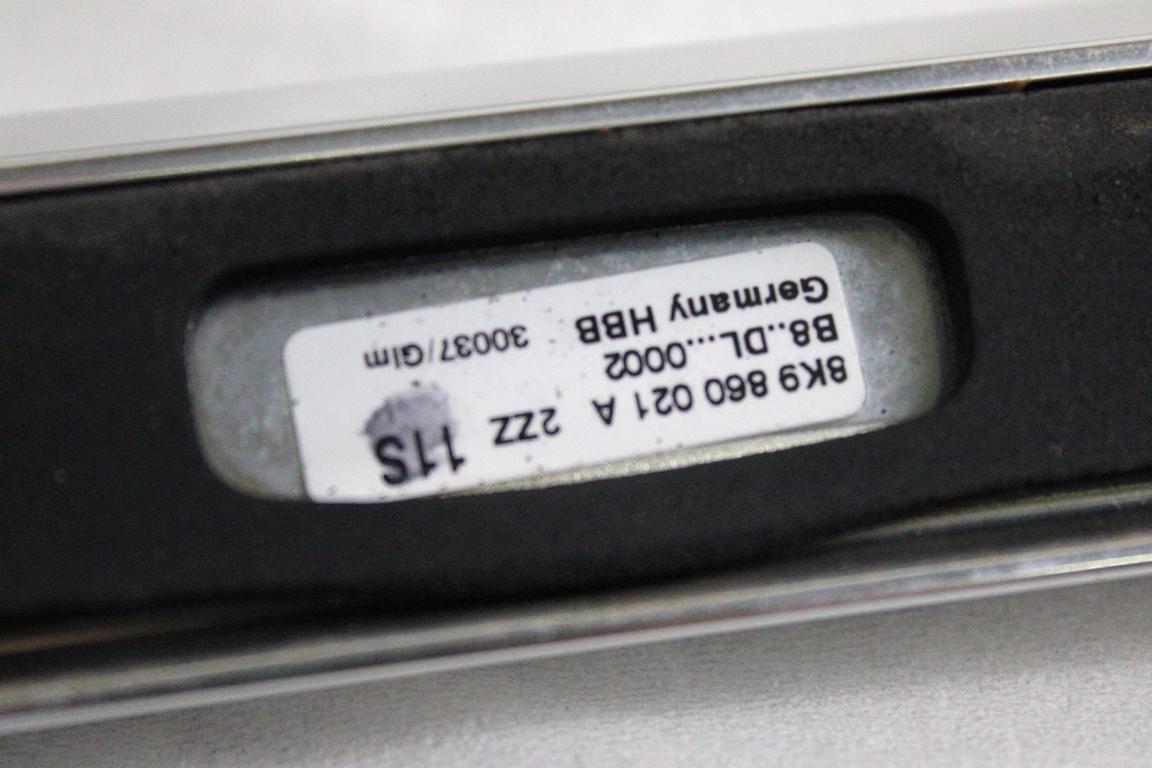 8K9 860 021 A 2ZZ 11S
B8..DL...0002
Germany HBB 30037/Glm